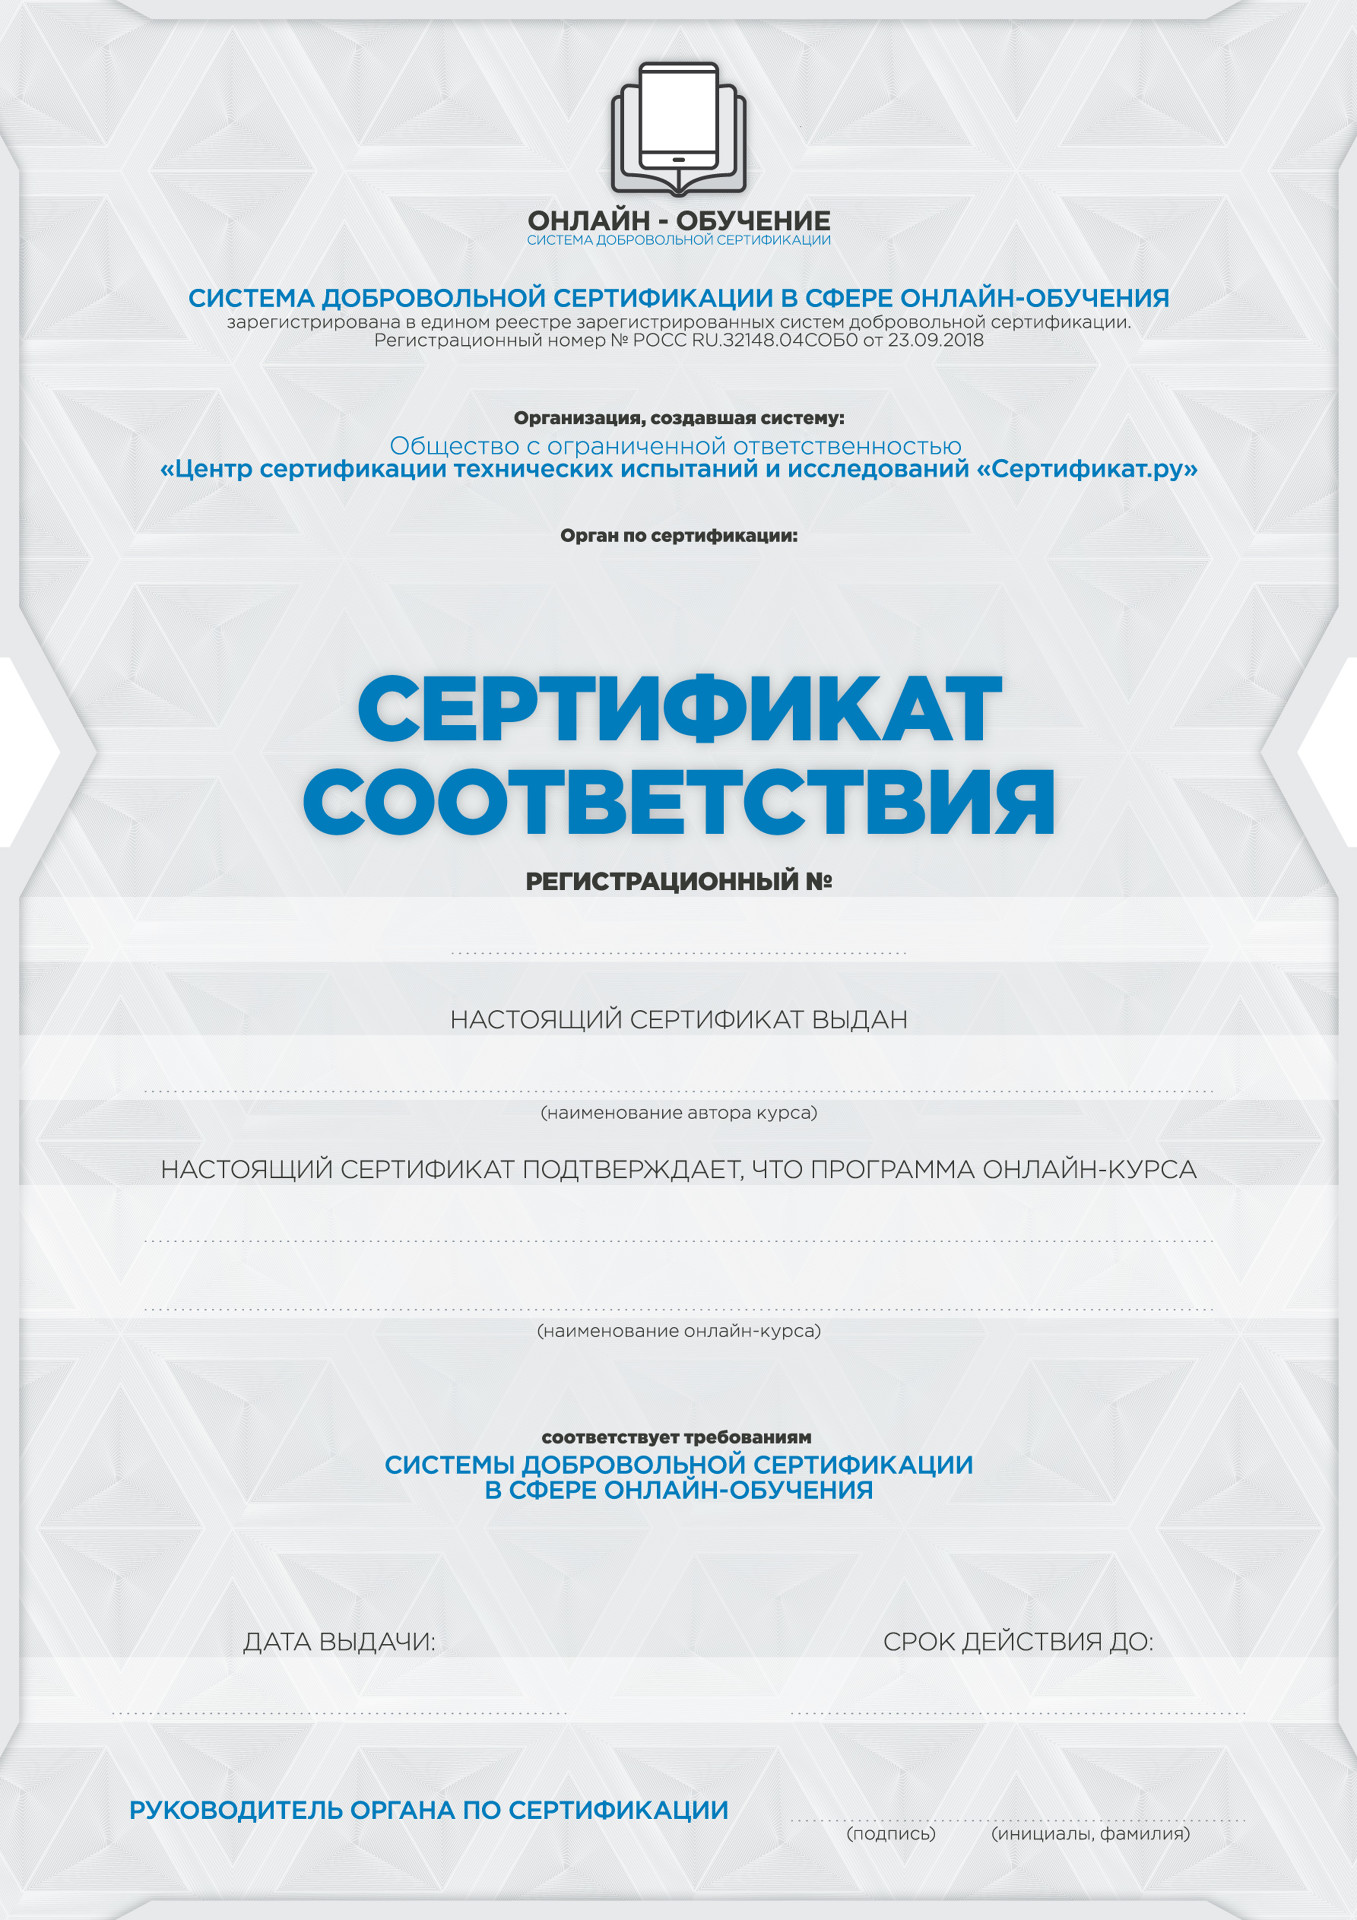 ОНЛАЙН - ОБУЧЕНИЕ
СИСТЕМА ДОБРОВОЛЬНОЙ СЕРТИФИКАЦИИ
СИСТЕМА ДОБРОВОЛЬНОЙ СЕРТИФИКАЦИИ В СФЕРЕ ОНЛАЙН-ОБУЧЕНИЯ
зарегистрирована в едином реестре зарегистрированных систем добровольной сертификации.
Регистрационный номер № РОСС RU.32148.04СОБ0 от 23.09.2018
Организация, создавшая систему:
Общество с ограниченной ответственностью
«Центр сертификации технических испытаний и исследований «Сертификат.ру»
Орган по сертификации:
СЕРТИФИКАТ
СООТВЕТСТВИЯ
РЕГИСТРАЦИОННЫЙ №
НАСТОЯЩИЙ СЕРТИФИКАТ ВЫДАН
(наименование автора курса)
НАСТОЯЩИЙ СЕРТИФИКАТ ПОДТВЕРЖДАЕТ, ЧТО ПРОГРАММА ОНЛАЙН-КУРСА
(наименование онлайн-курса)
соответствует требованиям
СИСТЕМЫ ДОБРОВОЛЬНОЙ СЕРТИФИКАЦИИ
В СФЕРЕ ОНЛАЙН-ОБУЧЕНИЯ
ДАТА ВЫДАЧИ:
СРОК ДЕЙСТВИЯ ДО:
РУКОВОДИТЕЛЬ ОРГАНА ПО СЕРТИФИКАЦИИ
(подпись) (инициалы, фамилия)